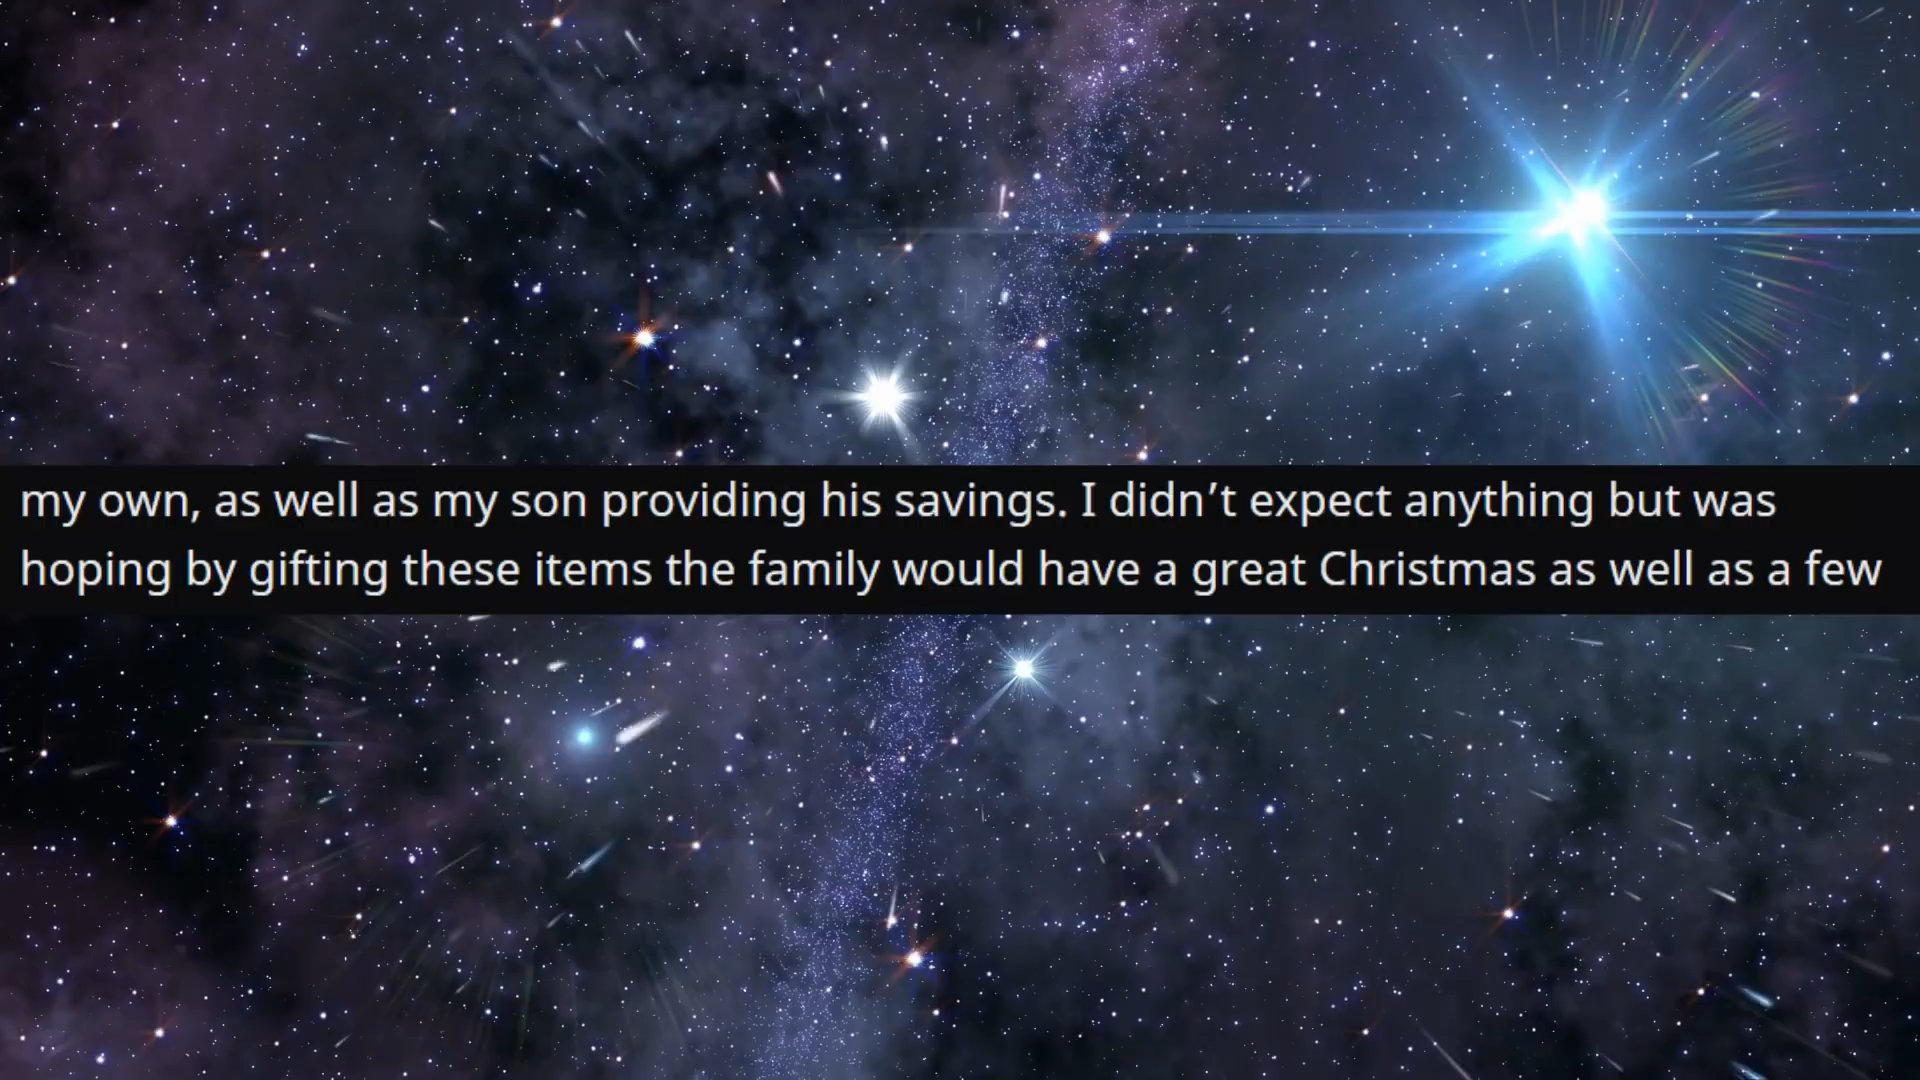 my own, as well as my son providing his savings. I didn’t expect anything but was
hoping by gifting these items the family would have a great Christmas as well as a few